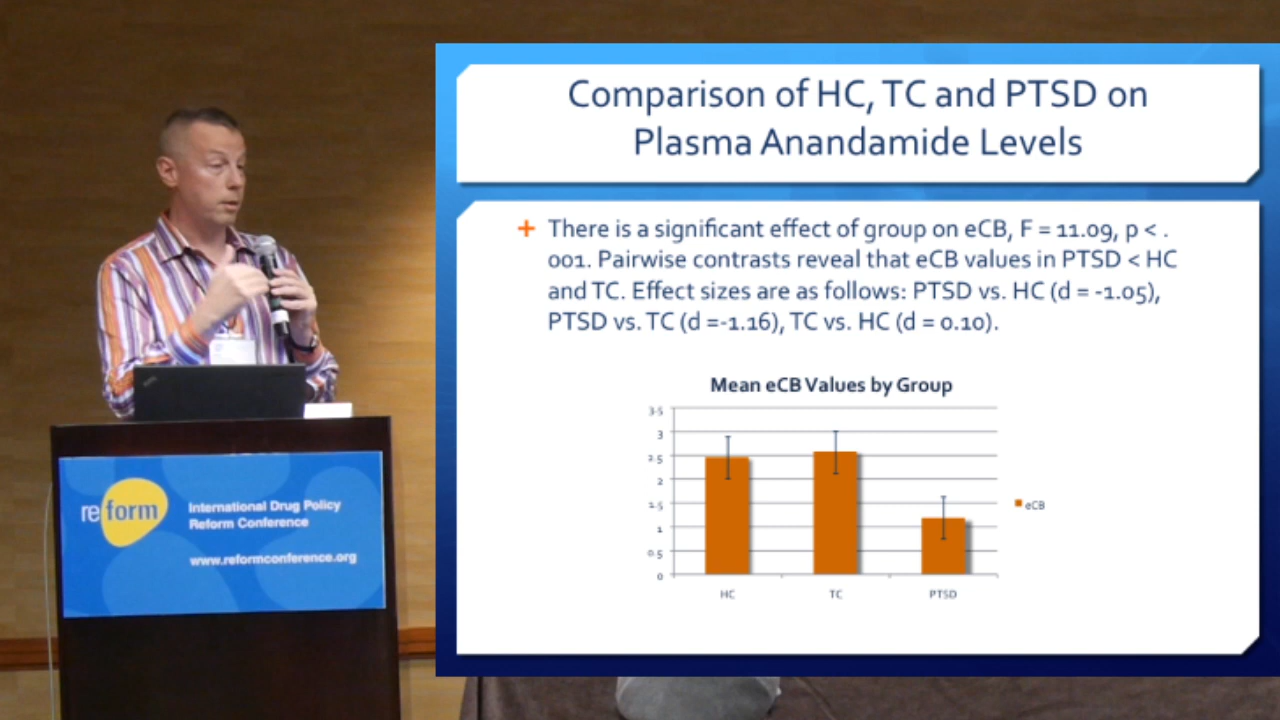 Comparison of HC, TC and PTSD on
Plasma Anandamide Levels
+ There is a significant effect of group on eCB, F = 11.09, p < .
001. Pairwise contrasts reveal that eCB values in PTSD < HC
and TC. Effect sizes are as follows: PTSD vs. HC (d = -1.05),
PTSD vs. TC (d =-1.16), TC vs. HC (d = 0.10).
Mean eCB Values by Group
3.5
3
2.5
2
1.5
1
0.5
0
HC TC PTSD
eCB
reform
International Drug Policy
Reform Conference
www.reformconference.org